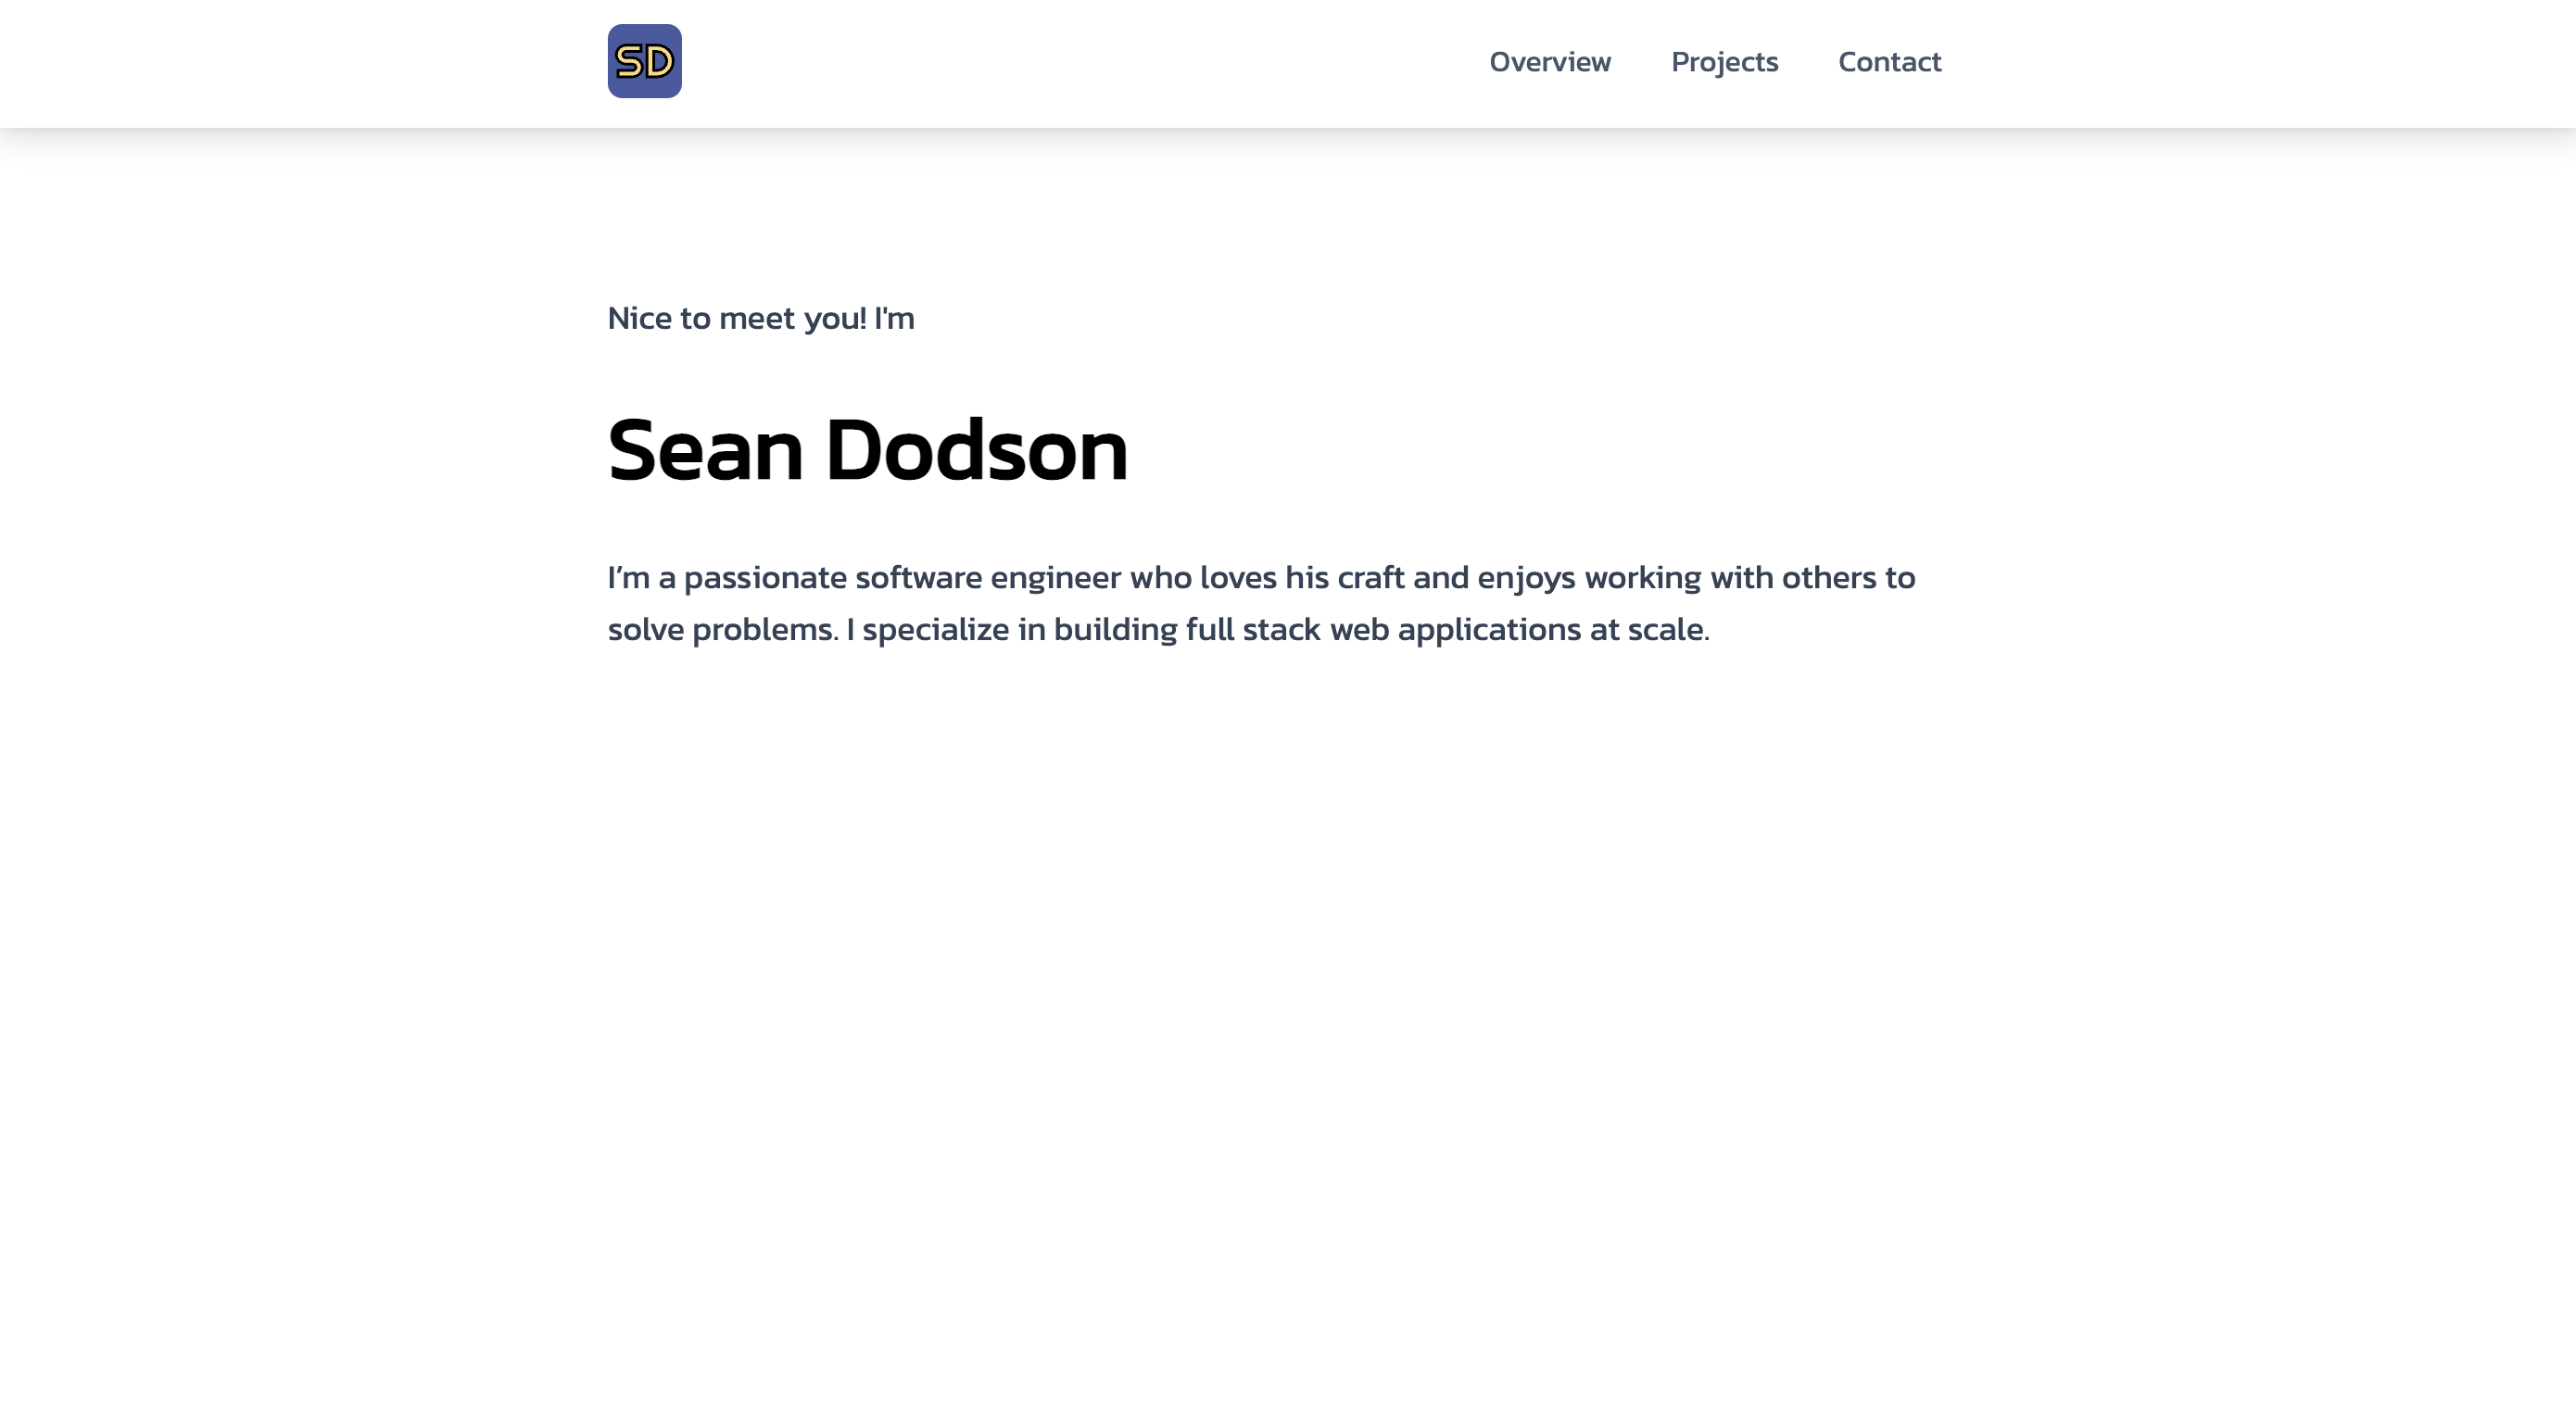 SD
Overview Projects Contact
Nice to meet you! I'm
Sean Dodson
I’m a passionate software engineer who loves his craft and enjoys working with others to
solve problems. I specialize in building full stack web applications at scale.